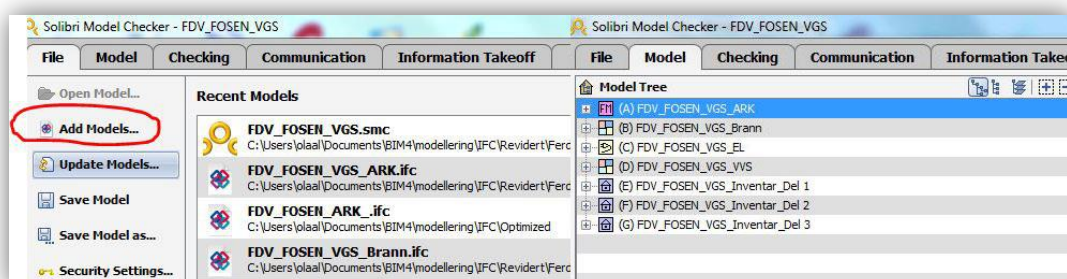 Solibri Model Checker - FDV_FOSEN_VGS
File Model Checking Communication Information Takeoff
Open Model...
Add Models...
Update Models...
Save Model
Save Model as...
Security Settings...
Recent Models
FDV_FOSEN_VGS.smc
C:\Users\olaal\Documents\BIM4\modellering\IFC\Revidert\Ferd
FDV_FOSEN_VGS_ARK.ifc
C:\Users\olaal\Documents\BIM4\modellering\IFC\Revidert\Ferd
FDV_FOSEN_ARK_.ifc
C:\Users\olaal\Documents\BIM4\modellering\IFC\Optimized
FDV_FOSEN_VGS_Brann.ifc
C:\Users\olaal\Documents\BIM4\modellering\IFC\Revidert\Ferd
Solibri Model Checker - FDV_FOSEN_VGS
File Model Checking Communication Information Take
Model Tree
(A) FDV_FOSEN_VGS_ARK
(B) FDV_FOSEN_VGS_Brann
(C) FDV_FOSEN_VGS_EL
(D) FDV_FOSEN_VGS_VVS
(E) FDV_FOSEN_VGS_Inventar_Del 1
(F) FDV_FOSEN_VGS_Inventar_Del 2
(G) FDV_FOSEN_VGS_Inventar_Del 3